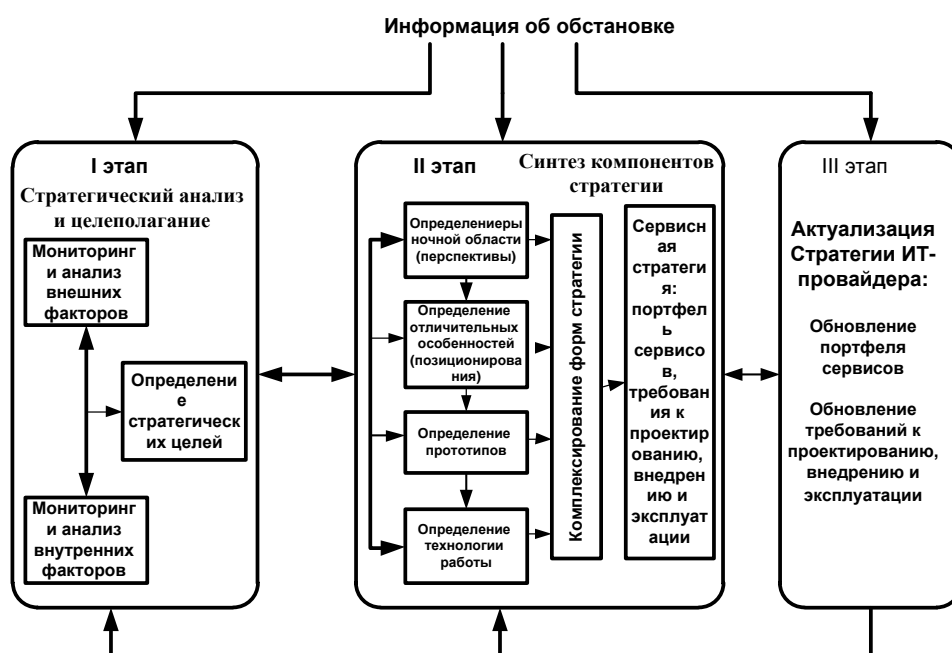 Информация об обстановке
I этап
Стратегический анализ
и целеполагание
Мониторинг
и анализ
внешних
факторов
Определени
е
стратегичес
ких целей
Мониторинг
и анализ
внутренних
факторов
II этап
Синтез компонентов
стратегии
Определениеры
ночной области
(перспективы)
Определение
отличительных
особенностей
(позиционирова
ния)
Определение
прототипов
Определение
технологии
работы
Комплексирование форм стратегии
Сервисн
ая
стратеги
я:
портфел
ь
сервисо
в,
требован
ия к
проектир
ованию,
внедрен
ию и
эксплуат
ации
III этап
Актуализация
Стратегии ИТ-
провайдера:
Обновление
портфеля
сервисов
Обновление
требований к
проектированию,
внедрению и
эксплуатации